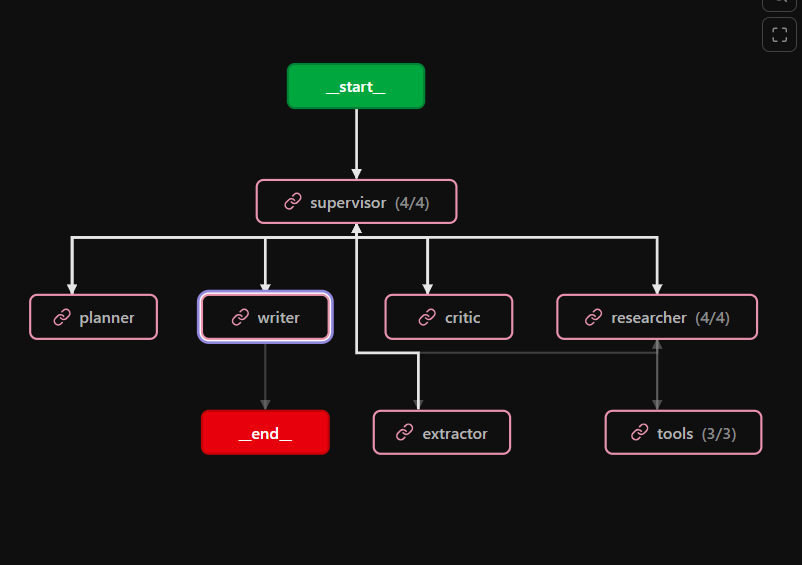 __start__
supervisor (4/4)
planner
writer
critic
researcher (4/4)
__end__
extractor
tools (3/3)